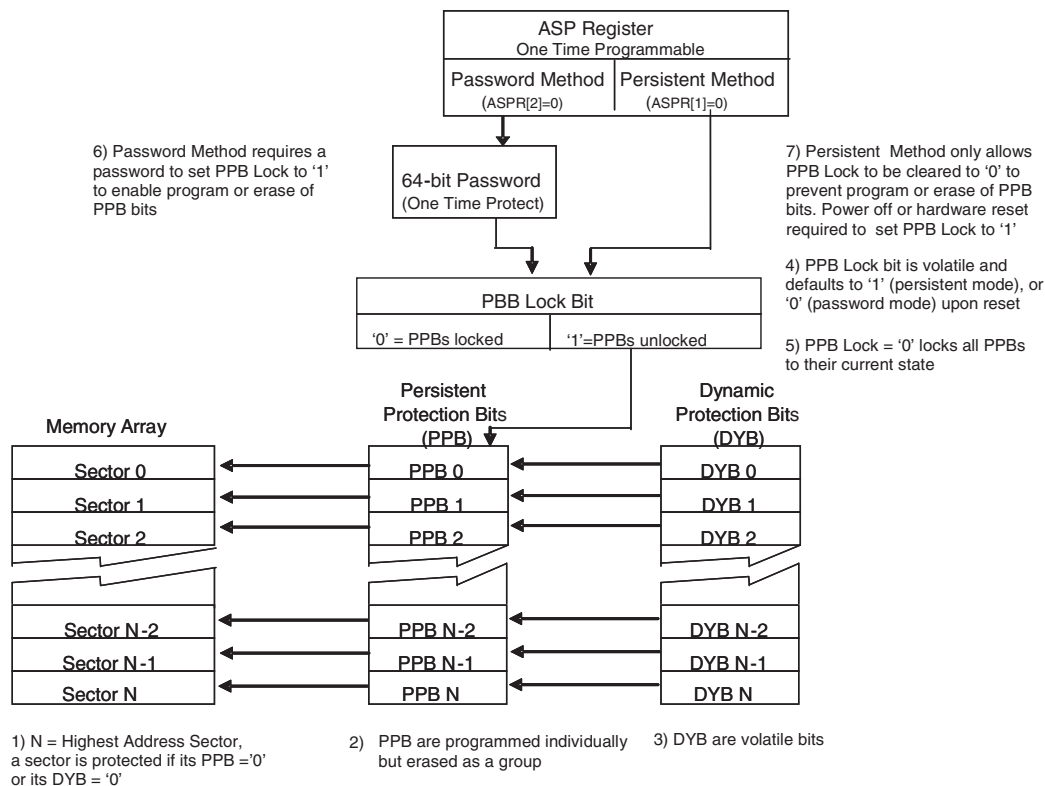 ASP Register
One Time Programmable
Password Method
(ASPR[2]=0)
Persistent Method
(ASPR[1]=0)
6) Password Method requires a
password to set PPB Lock to ‘1’
to enable program or erase of
PPB bits
64-bit Password
(One Time Protect)
7) Persistent Method only allows
PPB Lock to be cleared to ‘0’ to
prevent program or erase of PPB
bits. Power off or hardware reset
required to set PPB Lock to ‘1’
4) PPB Lock bit is volatile and
defaults to ‘1’ (persistent mode), or
‘0’ (password mode) upon reset
5) PPB Lock = ‘0’ locks all PPBs
to their current state
PBB Lock Bit
‘0’ = PPBs locked
‘1’=PPBs unlocked
Memory Array
Persistent
Protection Bits
(PPB)
Dynamic
Protection Bits
(DYB)
Sector 0
PPB 0
DYB 0
Sector 1
PPB 1
DYB 1
Sector 2
PPB 2
DYB 2
Sector N-2
PPB N-2
DYB N-2
Sector N-1
PPB N-1
DYB N-1
Sector N
PPB N
DYB N
1) N = Highest Address Sector,
a sector is protected if its PPB =’0’
or its DYB = ‘0’
2) PPB are programmed individually
but erased as a group
3) DYB are volatile bits